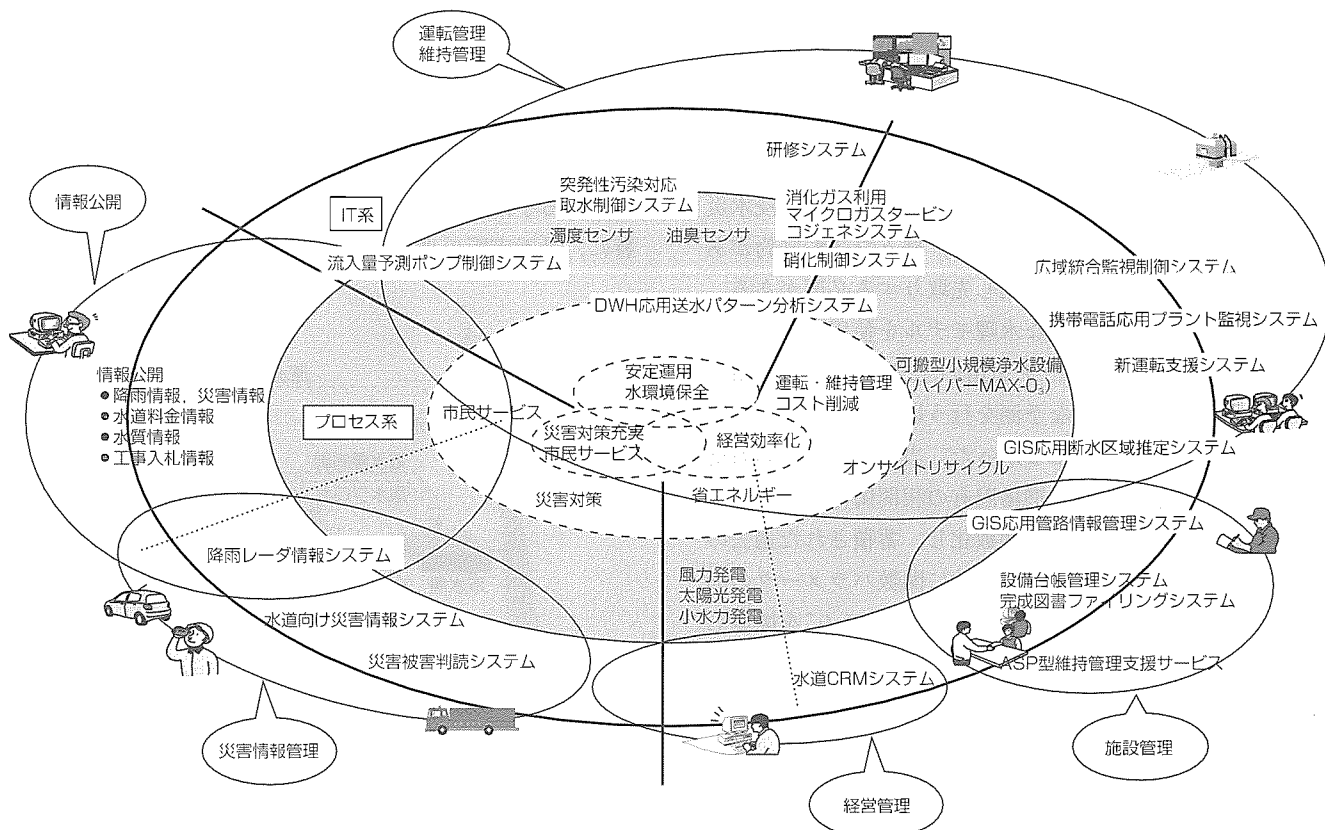 運転管理
維持管理
研修システム
突発性汚染対応
取水制御システム
消化ガス利用
マイクロガスタービン
コジェネシステム
情報公開
IT系
濁度センサ
油臭センサ
流入量予測ポンプ制御システム
硝化制御システム
広域統合監視制御システム
DWH応用送水パターン分析システム
携帯電話応用プラント監視システム
情報公開
●降雨情報，災害情報
●水道料金情報
●水質情報
●工事入札情報
安定運用
水環境保全
運転・維持管理
コスト削減
可搬型小規模浄水設備
(ハイパーMAX-O₃)
新運転支援システム
プロセス系
市民サービス
災害対策充実
市民サービス
経営効率化
GIS応用断水区域推定システム
オンサイトリサイクル
災害対策
省エネルギー
GIS応用管路情報管理システム
降雨レーダ情報システム
風力発電
太陽光発電
小水力発電
設備台帳管理システム
完成図書ファイリングシステム
水道向け災害情報システム
災害被害判読システム
水道CRMシステム
ASP型維持管理支援サービス
災害情報管理
施設管理
経営管理